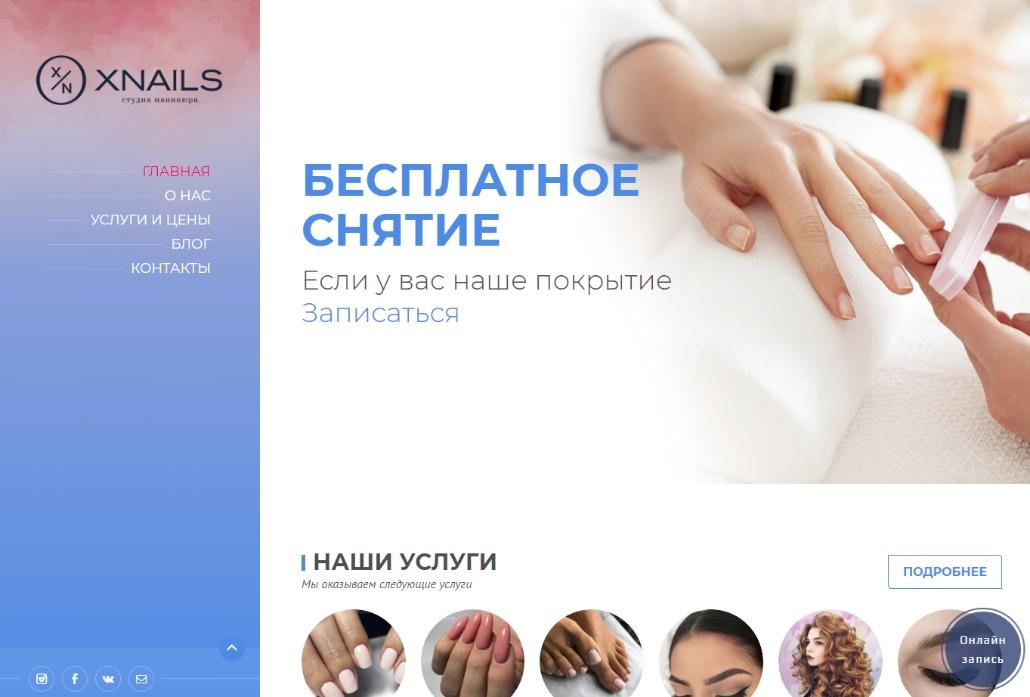 XN XNAILS
студия маникюра
ГЛАВНАЯ
О НАС
УСЛУГИ И ЦЕНЫ
БЛОГ
КОНТАКТЫ
БЕСПЛАТНОЕ
СНЯТИЕ
Если у вас наше покрытие
Записаться
НАШИ УСЛУГИ
Мы оказываем следующие услуги
ПОДРОБНЕЕ
Онлайн
запись